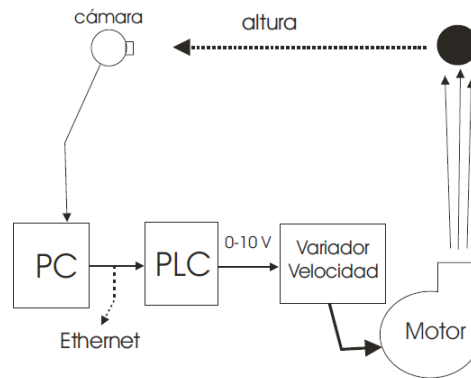 cámara
altura
PC
PLC
0-10 V
Variador
Velocidad
Ethernet
Motor